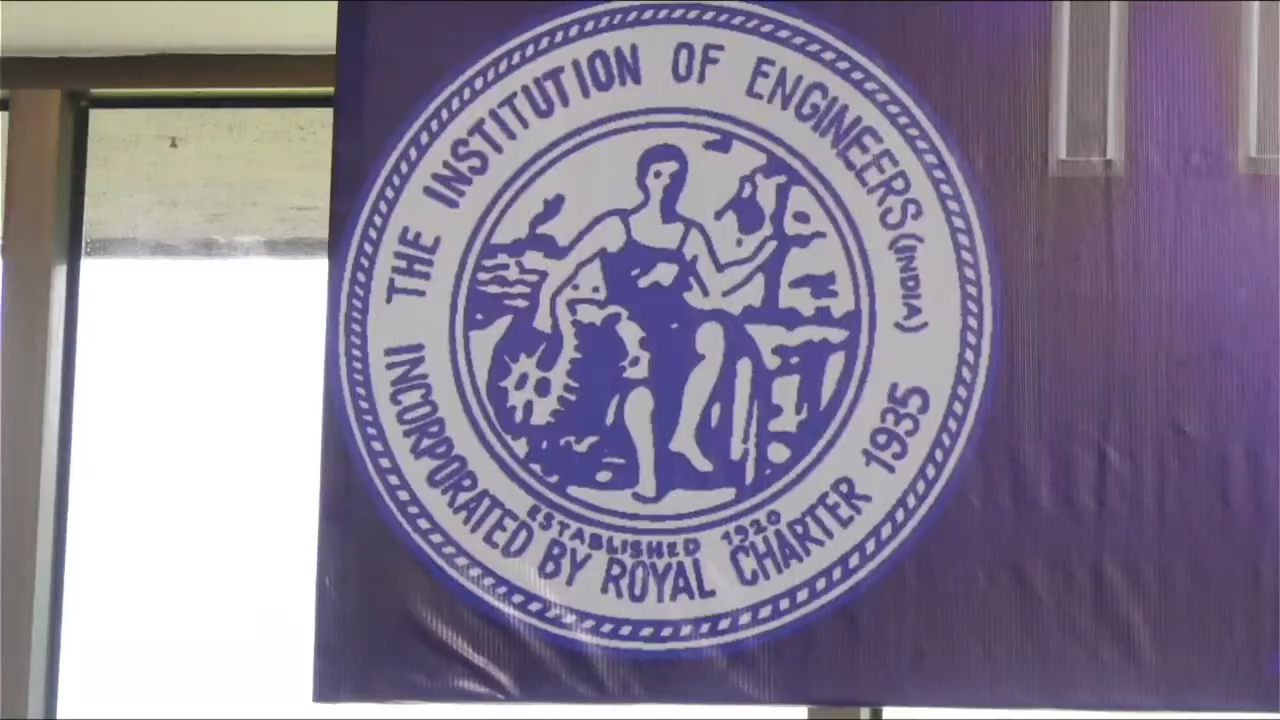 THE INSTITUTION OF ENGINEERS (INDIA)
ESTABLISHED 1920
INCORPORATED BY ROYAL CHARTER 1935